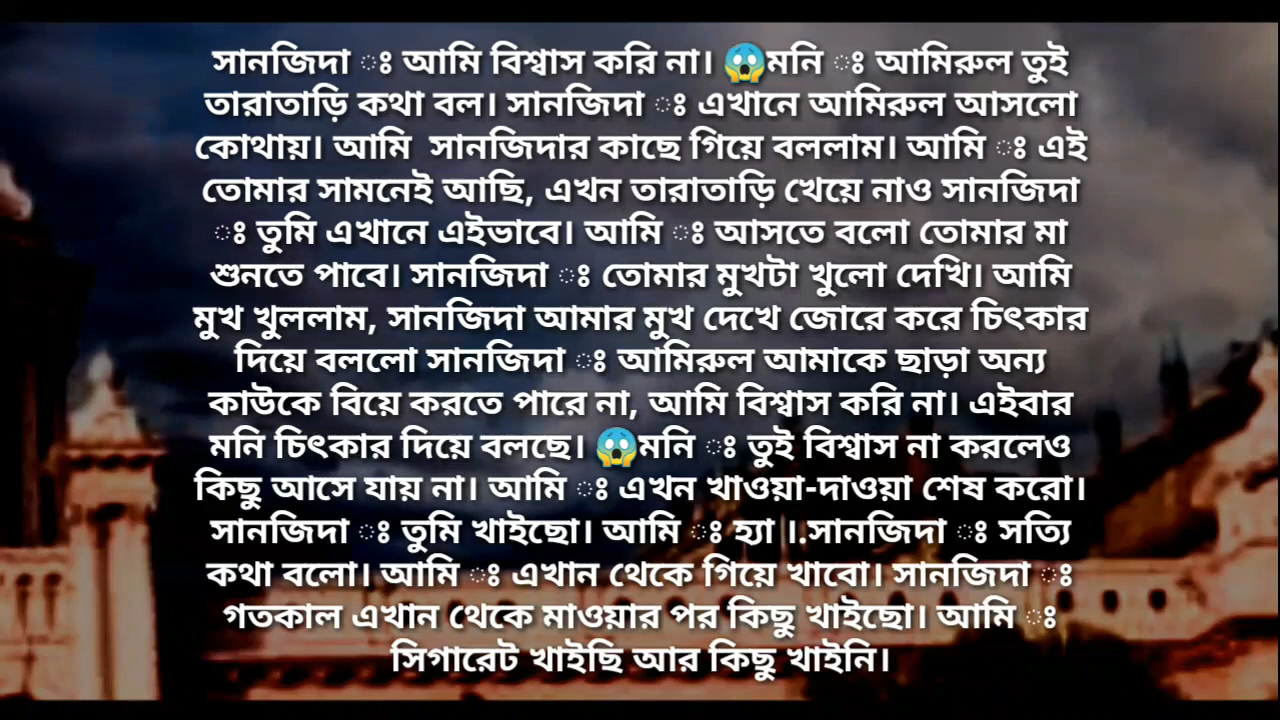 সানজিদা ঃ আমি বিশ্বাস করি না। 😱মনি ঃ আমিরুল তুই
তারাতাড়ি কথা বল। সানজিদা ঃ এখানে আমিরুল আসলো
কোথায়। আমি  সানজিদার কাছে গিয়ে বললাম। আমি ঃ এই
তোমার সামনেই আছি, এখন তারাতাড়ি খেয়ে নাও সানজিদা
ঃ তুমি এখানে এইভাবে। আমি ঃ আসতে বলো তোমার মা
শুনতে পাবে। সানজিদা ঃ তোমার মুখটা খুলো দেখি। আমি
মুখ খুললাম, সানজিদা আমার মুখ দেখে জোরে করে চিৎকার
দিয়ে বললো সানজিদা ঃ আমিরুল আমাকে ছাড়া অন্য
কাউকে বিয়ে করতে পারে না, আমি বিশ্বাস করি না। এইবার
মনি চিৎকার দিয়ে বলছে। 😱মনি ঃ তুই বিশ্বাস না করলেও
কিছু আসে যায় না। আমি ঃ এখন খাওয়া-দাওয়া শেষ করো।
সানজিদা ঃ তুমি খাইছো। আমি ঃ হ্যা ।.সানজিদা ঃ সত্যি
কথা বলো। আমি ঃ এখান থেকে গিয়ে খাবো। সানজিদা ঃ
গতকাল এখান থেকে মাওয়ার পর কিছু খাইছো। আমি ঃ
সিগারেট খাইছি আর কিছু খাইনি।